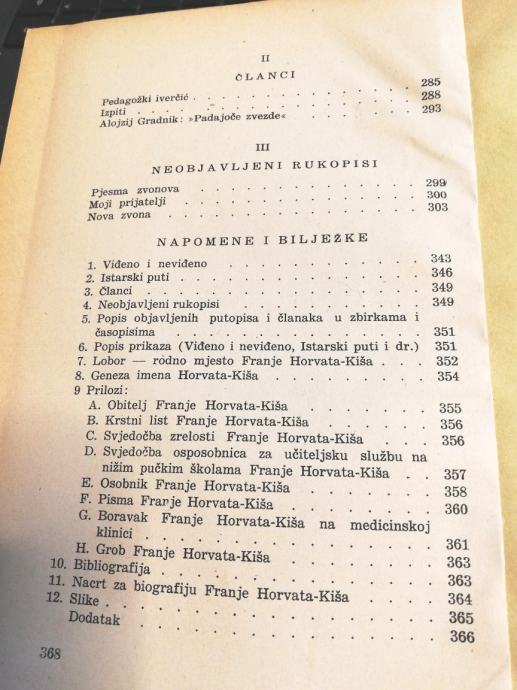 II
ČLANCI
Pedagoški iverčić . . . . . . . . . . . . 285
Izpiti . . . . . . . . . . . . . . . 288
Alojzij Gradnik: »Padajoče zvezde« . . . . . . . 293
III
NEOBJAVLJENI RUKOPISI
Pjesma zvonova . . . . . . . . . . . . 299
Moji prijatelji . . . . . . . . . . . . 300
Nova zvona . . . . . . . . . . . . . 303
NAPOMENE I BILJEŽKE
1. Viđeno i neviđeno . . . . . . . . . . 343
2. Istarski puti . . . . . . . . . . . . 346
3. Članci . . . . . . . . . . . . . 349
4. Neobjavljeni rukopisi . . . . . . . . . 349
5. Popis objavljenih putopisa i članaka u zbirkama i
časopisima . . . . . . . . . . . . 351
6. Popis prikaza (Viđeno i neviđeno, Istarski puti i dr.) 351
7. Lobor — rodno mjesto Franje Horvata-Kiša . . . 352
8. Geneza imena Horvata-Kiša . . . . . . . 354
9 Prilozi:
A. Obitelj Franje Horvata-Kiša . . . . . . 355
B. Krstni list Franje Horvata-Kiša . . . . . 356
C. Svjedočba zrelosti Franje Horvata-Kiša . . . 356
D. Svjedočba osposobnica za učiteljsku službu na
nižim pučkim školama Franje Horvata-Kiša . . 357
E. Osobnik Franje Horvata-Kiša . . . . . . 358
F. Pisma Franje Horvata-Kiša . . . . . . 360
G. Boravak Franje Horvata-Kiša na medicinskoj
klinici . . . . . . . . . . . . . 361
H. Grob Franje Horvata-Kiša . . . . . . 363
10. Bibliografija . . . . . . . . . . . . 363
11. Nacrt za biografiju Franje Horvata-Kiša . . . . 364
12. Slike . . . . . . . . . . . . . . 365
Dodatak . . . . . . . . . . . . . 366
368